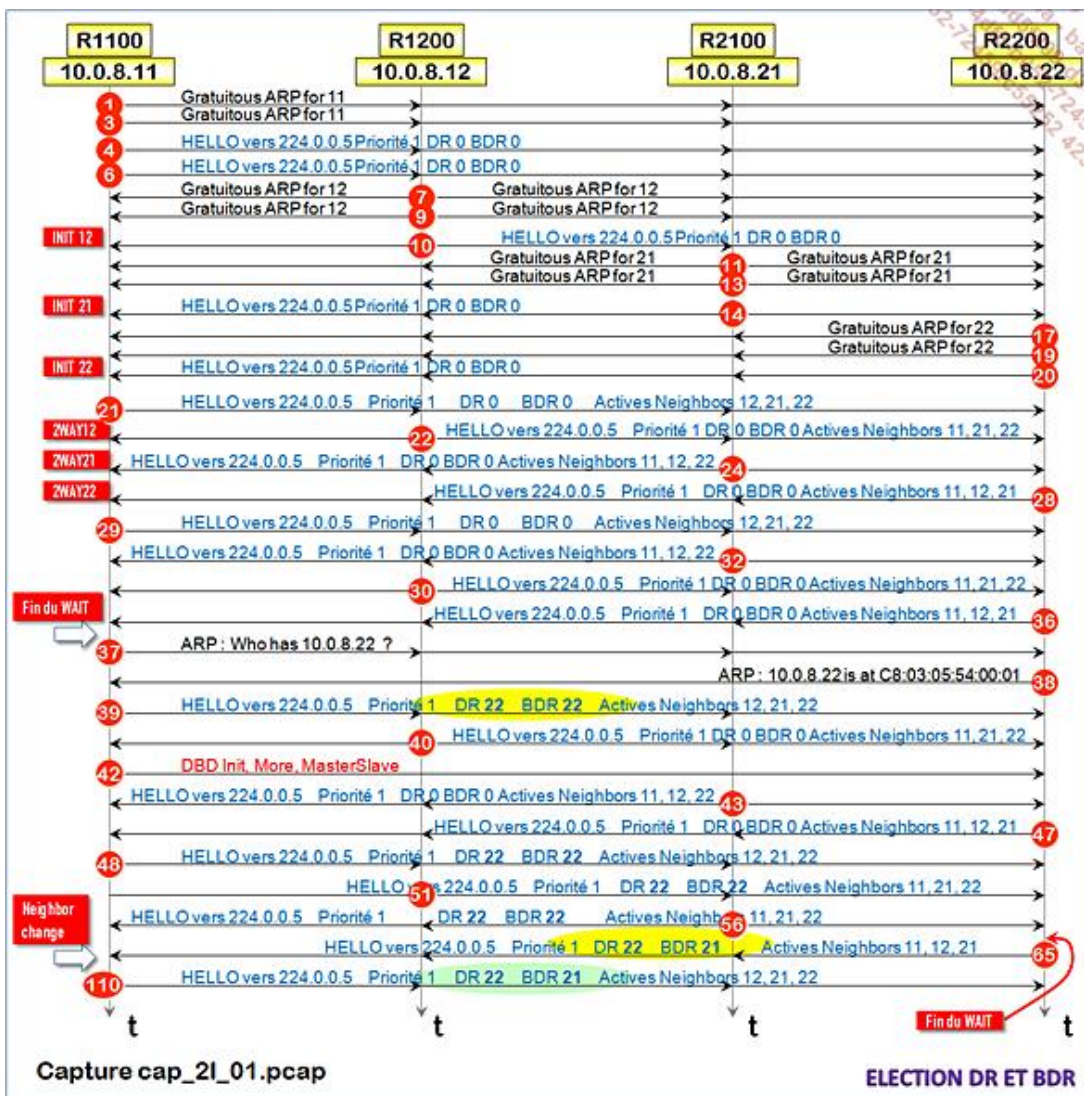 R1100 R1200 R2100 R2200
10.0.8.11 10.0.8.12 10.0.8.21 10.0.8.22
1 Gratuitous ARP for 11
3 Gratuitous ARP for 11
4 HELLO vers 224.0.0.5 Priorité 1 DR 0 BDR 0
6 HELLO vers 224.0.0.5 Priorité 1 DR 0 BDR 0
Gratuitous ARP for 12 7 Gratuitous ARP for 12
Gratuitous ARP for 12 9 Gratuitous ARP for 12
INIT 12 10 HELLO vers 224.0.0.5 Priorité 1 DR 0 BDR 0
Gratuitous ARP for 21 11 Gratuitous ARP for 21
Gratuitous ARP for 21 13 Gratuitous ARP for 21
INIT 21 HELLO vers 224.0.0.5 Priorité 1 DR 0 BDR 0 14
Gratuitous ARP for 22 17
Gratuitous ARP for 22 19
INIT 22 HELLO vers 224.0.0.5 Priorité 1 DR 0 BDR 0 20
21 HELLO vers 224.0.0.5 Priorité 1 DR 0 BDR 0 Actives Neighbors 12, 21, 22
2WAY12 22 HELLO vers 224.0.0.5 Priorité 1 DR 0 BDR 0 Actives Neighbors 11, 21, 22
2WAY21 HELLO vers 224.0.0.5 Priorité 1 DR 0 BDR 0 Actives Neighbors 11, 12, 22 24
2WAY22 HELLO vers 224.0.0.5 Priorité 1 DR 0 BDR 0 Actives Neighbors 11, 12, 21 28
29 HELLO vers 224.0.0.5 Priorité 1 DR 0 BDR 0 Actives Neighbors 12, 21, 22
HELLO vers 224.0.0.5 Priorité 1 DR 0 BDR 0 Actives Neighbors 11, 12, 22 32
30 HELLO vers 224.0.0.5 Priorité 1 DR 0 BDR 0 Actives Neighbors 11, 21, 22
Fin du WAIT HELLO vers 224.0.0.5 Priorité 1 DR 0 BDR 0 Actives Neighbors 11, 12, 21 36
37 ARP : Who has 10.0.8.22 ?
ARP : 10.0.8.22 is at C8:03:05:54:00:01 38
39 HELLO vers 224.0.0.5 Priorité 1 DR 22 BDR 22 Actives Neighbors 12, 21, 22
40 HELLO vers 224.0.0.5 Priorité 1 DR 0 BDR 0 Actives Neighbors 11, 21, 22
42 DBD Init, More, MasterSlave
HELLO vers 224.0.0.5 Priorité 1 DR 0 BDR 0 Actives Neighbors 11, 12, 22 43
HELLO vers 224.0.0.5 Priorité 1 DR 0 BDR 0 Actives Neighbors 11, 12, 21 47
48 HELLO vers 224.0.0.5 Priorité 1 DR 22 BDR 22 Actives Neighbors 12, 21, 22
HELLO vers 224.0.0.5 Priorité 1 DR 22 BDR 22 Actives Neighbors 11, 21, 22 51
Neighbor change HELLO vers 224.0.0.5 Priorité 1 DR 22 BDR 22 Actives Neighbors 11, 21, 22 56
HELLO vers 224.0.0.5 Priorité 1 DR 22 BDR 21 Actives Neighbors 11, 12, 21 65
110 HELLO vers 224.0.0.5 Priorité 1 DR 22 BDR 21 Actives Neighbors 12, 21, 22
t t t Fin du WAIT t
Capture cap_2I_01.pcap ELECTION DR ET BDR